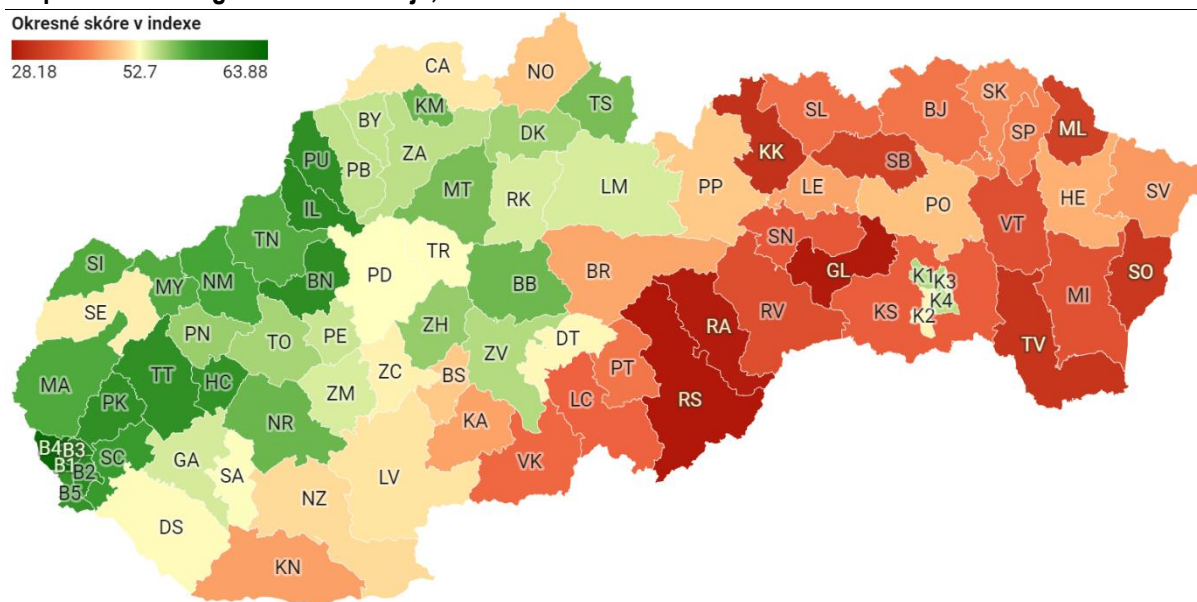 Okresné skóre v indexe
28.18 52.7 63.88
CA NO
KM TS
BY DK
PU PB ZA
SL BJ SK SP ML
KK SB
IL MT RK LM PP LE PO HE SV
TN
SI NM BN PD TR BB BR SN GL VT SO
MY
SE PN TO PE ZH ZV DT RA RV KS K1 K3 K4 K2 MI
TV
MA TT HC ZM ZC BS PT
PK NR KA LC RS
B4 B3 B1 B2 SC GA SA LV VK
B5
DS NZ
KN